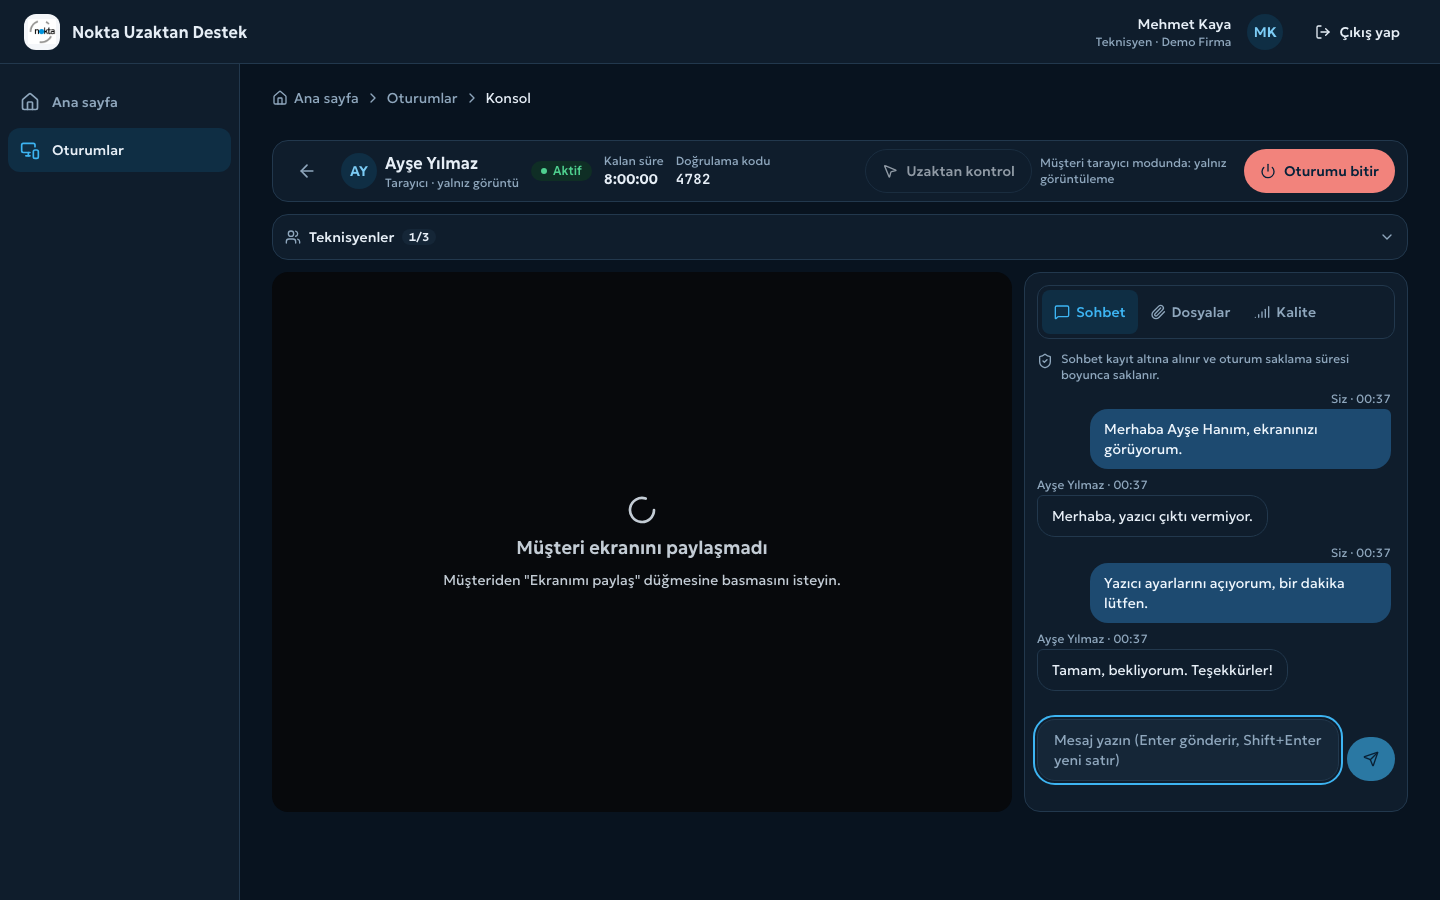 nokta
Nokta Uzaktan Destek
Mehmet Kaya
Teknisyen · Demo Firma
MK
Çıkış yap
Ana sayfa
Oturumlar
Ana sayfa > Oturumlar > Konsol
AY
Ayşe Yılmaz
Tarayıcı · yalnız görüntü
Aktif
Kalan süre
8:00:00
Doğrulama kodu
4782
Uzaktan kontrol
Müşteri tarayıcı modunda: yalnız
görüntüleme
Oturumu bitir
Teknisyenler 1/3
Müşteri ekranını paylaşmadı
Müşteriden "Ekranımı paylaş" düğmesine basmasını isteyin.
Sohbet
Dosyalar
Kalite
Sohbet kayıt altına alınır ve oturum saklama süresi
boyunca saklanır.
Siz · 00:37
Merhaba Ayşe Hanım, ekranınızı
görüyorum.
Ayşe Yılmaz · 00:37
Merhaba, yazıcı çıktı vermiyor.
Siz · 00:37
Yazıcı ayarlarını açıyorum, bir dakika
lütfen.
Ayşe Yılmaz · 00:37
Tamam, bekliyorum. Teşekkürler!
Mesaj yazın (Enter gönderir, Shift+Enter
yeni satır)